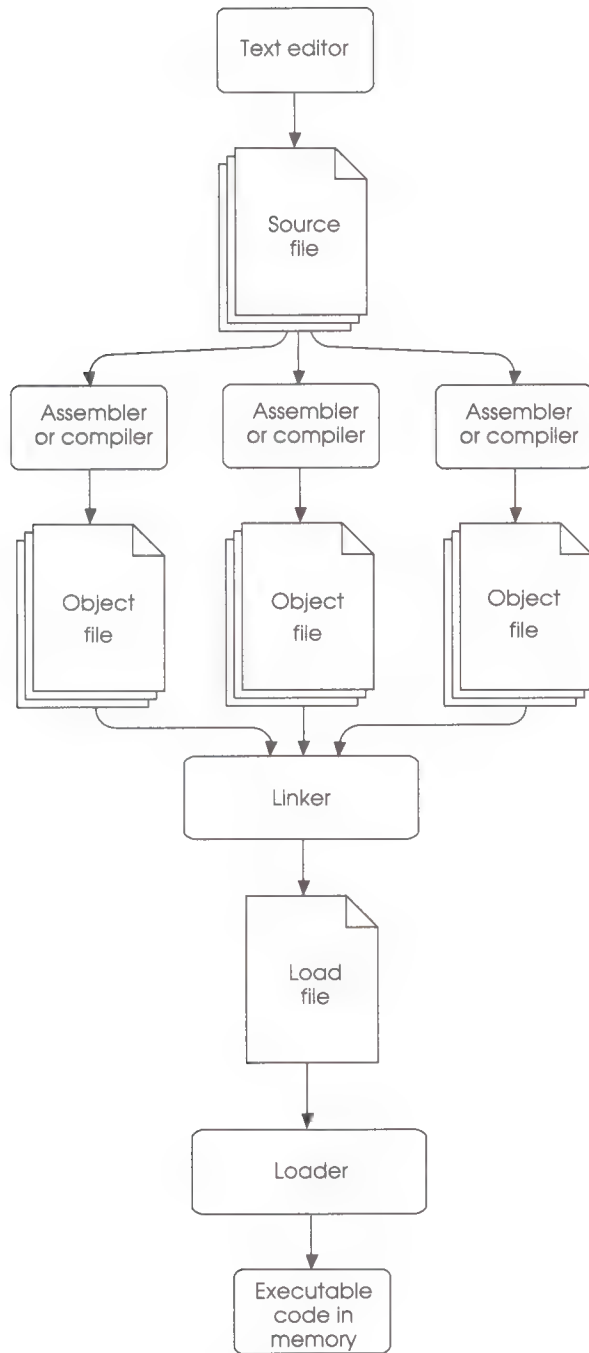 Text editor
Source
file
Assembler
or compiler
Assembler
or compiler
Assembler
or compiler
Object
file
Object
file
Object
file
Linker
Load
file
Loader
Executable
code in
memory